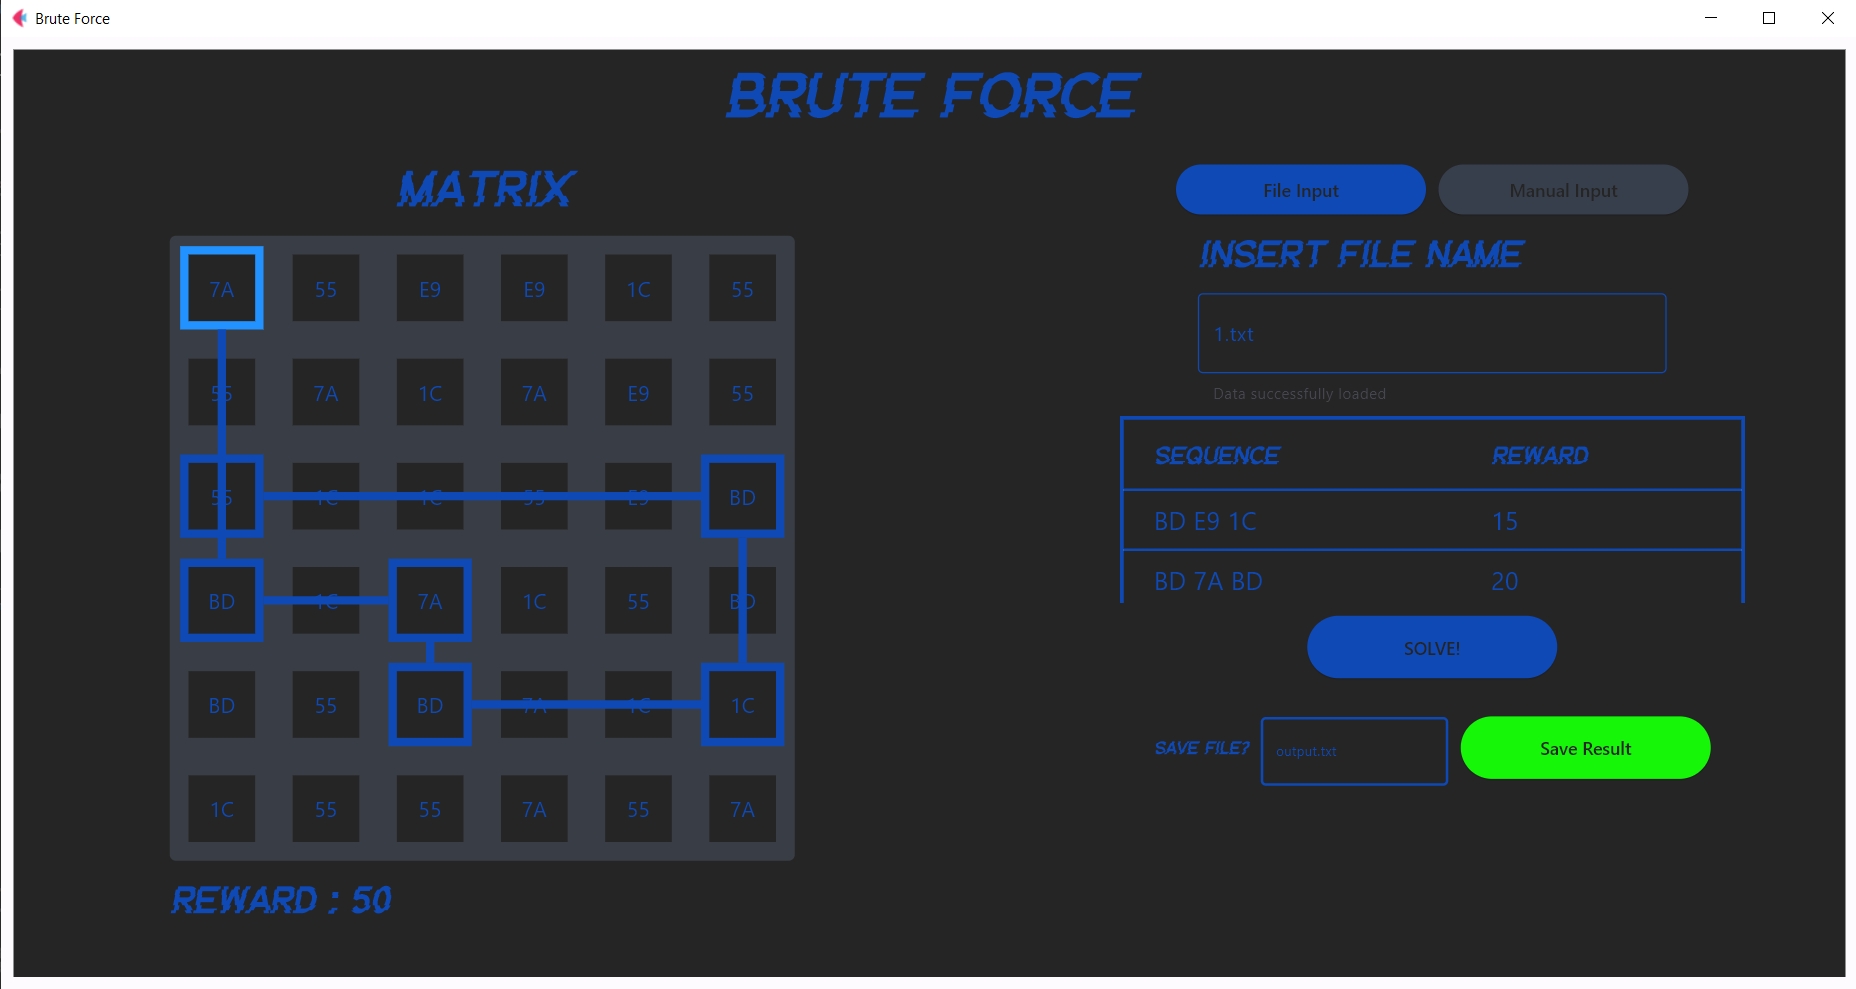 Brute Force
BRUTE FORCE
MATRIX
7A 55 E9 E9 1C 55
55 7A 1C 7A E9 55
55 1C 1C 55 E9 BD
BD 1C 7A 1C 55 BD
BD 55 BD 7A 1C 1C
1C 55 55 7A 55 7A
REWARD : 50
File Input Manual Input
INSERT FILE NAME
1.txt
Data successfully loaded
SEQUENCE REWARD
BD E9 1C 15
BD 7A BD 20
SOLVE!
SAVE FILE? output.txt Save Result